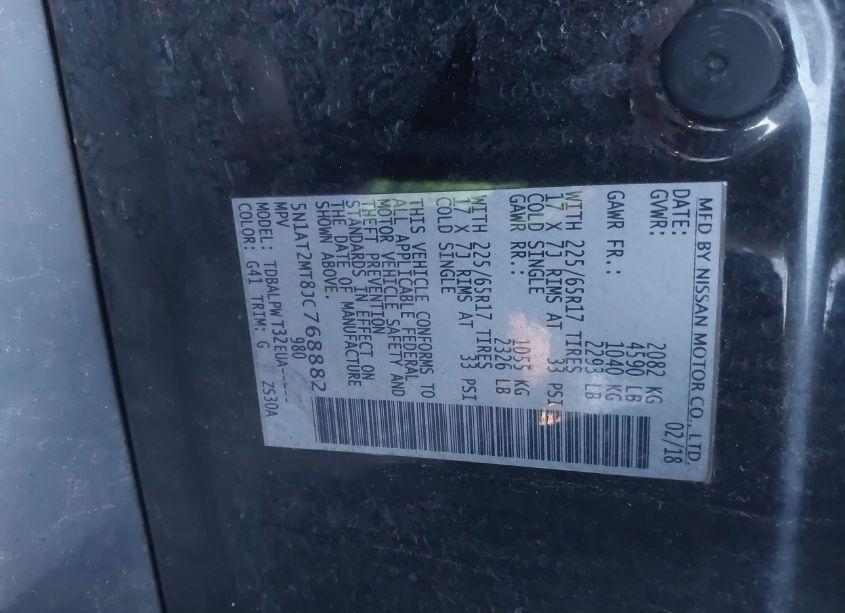 MFD BY NISSAN MOTOR CO., LTD.
DATE: 02/18
GVWR: 2082 KG
4590 LB
GAWR FR.: 1040 KG
2293 LB
WITH 225/65R17 TIRES
17 X 7J RIMS AT 33 PSI
COLD SINGLE
GAWR RR.: 1055 KG
2326 LB
WITH 225/65R17 TIRES
17 X 7J RIMS AT 33 PSI
COLD SINGLE
THIS VEHICLE CONFORMS TO
ALL APPLICABLE FEDERAL
MOTOR VEHICLE SAFETY AND
THEFT PREVENTION
STANDARDS IN EFFECT ON
THE DATE OF MANUFACTURE
SHOWN ABOVE.
5N1AT2MT8JC768882
MPV 980
MODEL: TDBALPWT32EUA-----
COLOR: G41 TRIM: G ZS30A